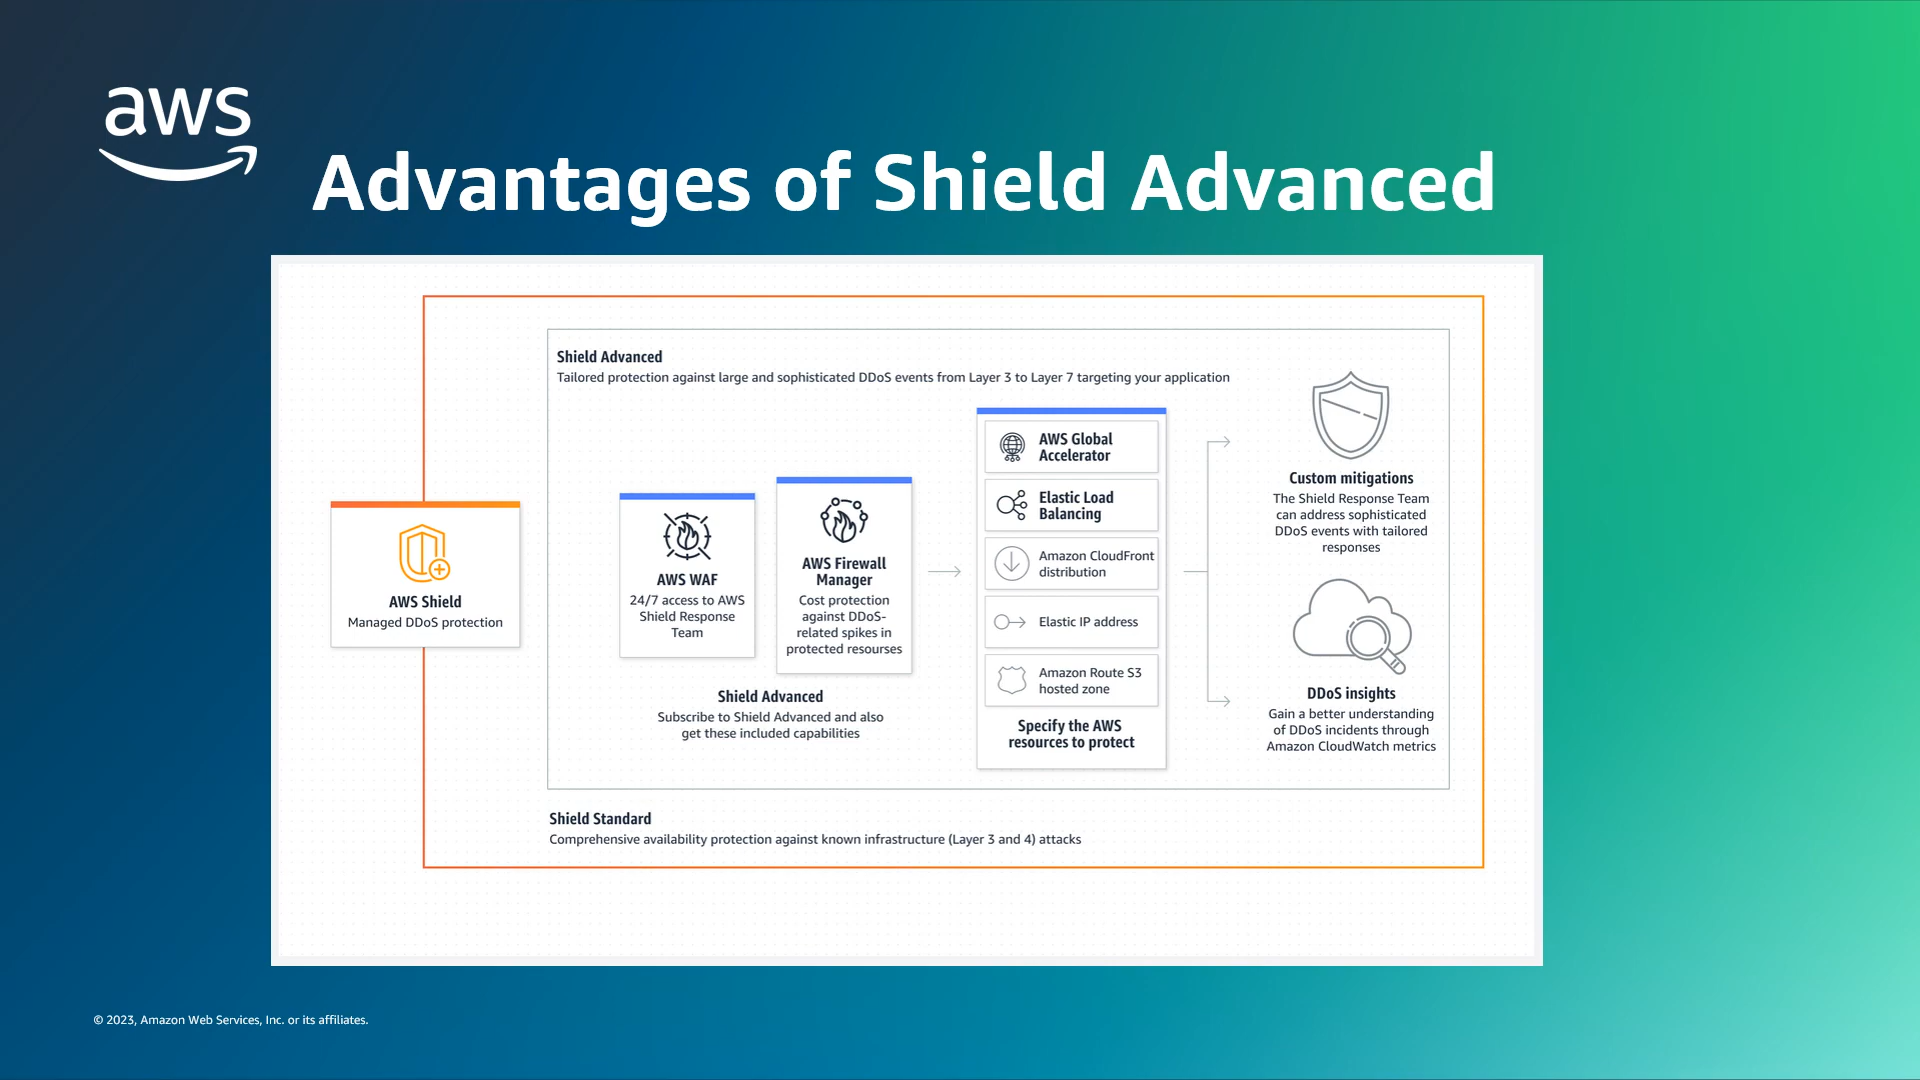 aws
Advantages of Shield Advanced
Shield Advanced
Tailored protection against large and sophisticated DDoS events from Layer 3 to Layer 7 targeting your application
AWS Shield
Managed DDoS protection
AWS WAF
24/7 access to AWS
Shield Response
Team
AWS Firewall
Manager
Cost protection
against DDoS-
related spikes in
protected resourses
Shield Advanced
Subscribe to Shield Advanced and also
get these included capabilities
AWS Global
Accelerator
Elastic Load
Balancing
Amazon CloudFront
distribution
Elastic IP address
Amazon Route S3
hosted zone
Specify the AWS
resources to protect
Custom mitigations
The Shield Response Team
can address sophisticated
DDoS events with tailored
responses
DDoS insights
Gain a better understanding
of DDoS incidents through
Amazon CloudWatch metrics
Shield Standard
Comprehensive availability protection against known infrastructure (Layer 3 and 4) attacks
© 2023, Amazon Web Services, Inc. or its affiliates.